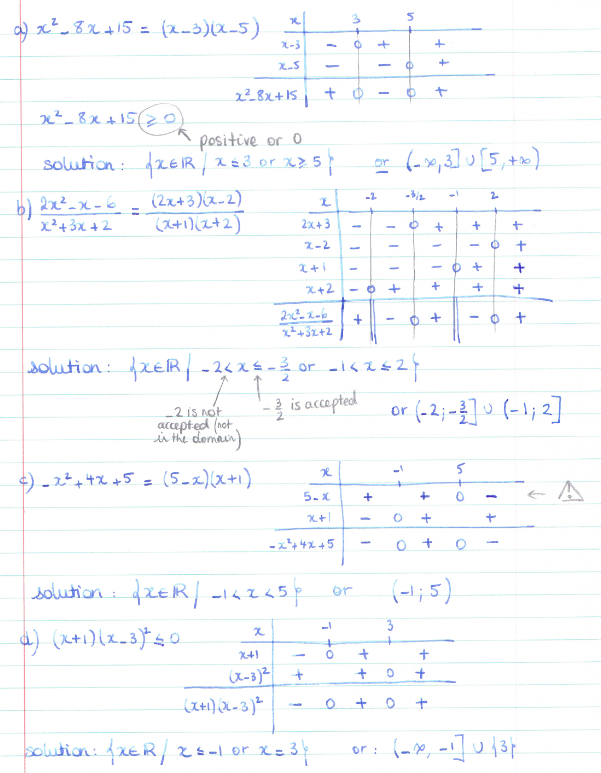 a) x² - 8x + 15 = (x-3)(x-5)
x 3 5
x-3 - 0 + +
x-5 - - 0 +
x²-8x+15 + 0 - 0 +
x² - 8x + 15 ≥ 0
positive or 0
solution : {x∈ℝ / x ≤ 3 or x ≥ 5} or (-∞, 3] ∪ [5, +∞)
b) (2x² - x - 6)/(x² + 3x + 2) = ((2x+3)(x-2))/((x+1)(x+2))
x -2 -3/2 -1 2
2x+3 - - 0 + + +
x-2 - - - - 0 +
x+1 - - - 0 + +
x+2 - 0 + + + +
(2x²-x-6)/(x²+3x+2) + || - 0 + || - 0 +
solution : {x∈ℝ / -2 < x ≤ -3/2 or -1 < x ≤ 2}
-2 is not
accepted (not
in the domain)
-3/2 is accepted
or (-2; -3/2] ∪ (-1; 2]
c) -x² + 4x + 5 = (5-x)(x+1)
x -1 5
5-x + + 0 - ← ⚠
x+1 - 0 + +
-x²+4x+5 - 0 + 0 -
solution : {x∈ℝ / -1 < x < 5} or (-1; 5)
d) (x+1)(x-3)² ≤ 0
x -1 3
x+1 - 0 + +
(x-3)² + + 0 +
(x+1)(x-3)² - 0 + 0 +
solution : {x∈ℝ / x ≤ -1 or x = 3} or : (-∞, -1] ∪ {3}